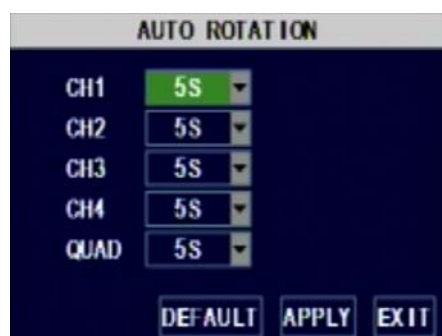 AUTO ROTATION
CH1 5S
CH2 5S
CH3 5S
CH4 5S
QUAD 5S
DEFAULT APPLY EXIT